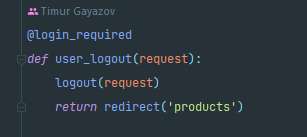 Timur Gayazov
@login_required
def user_logout(request):
    logout(request)
    return redirect('products')